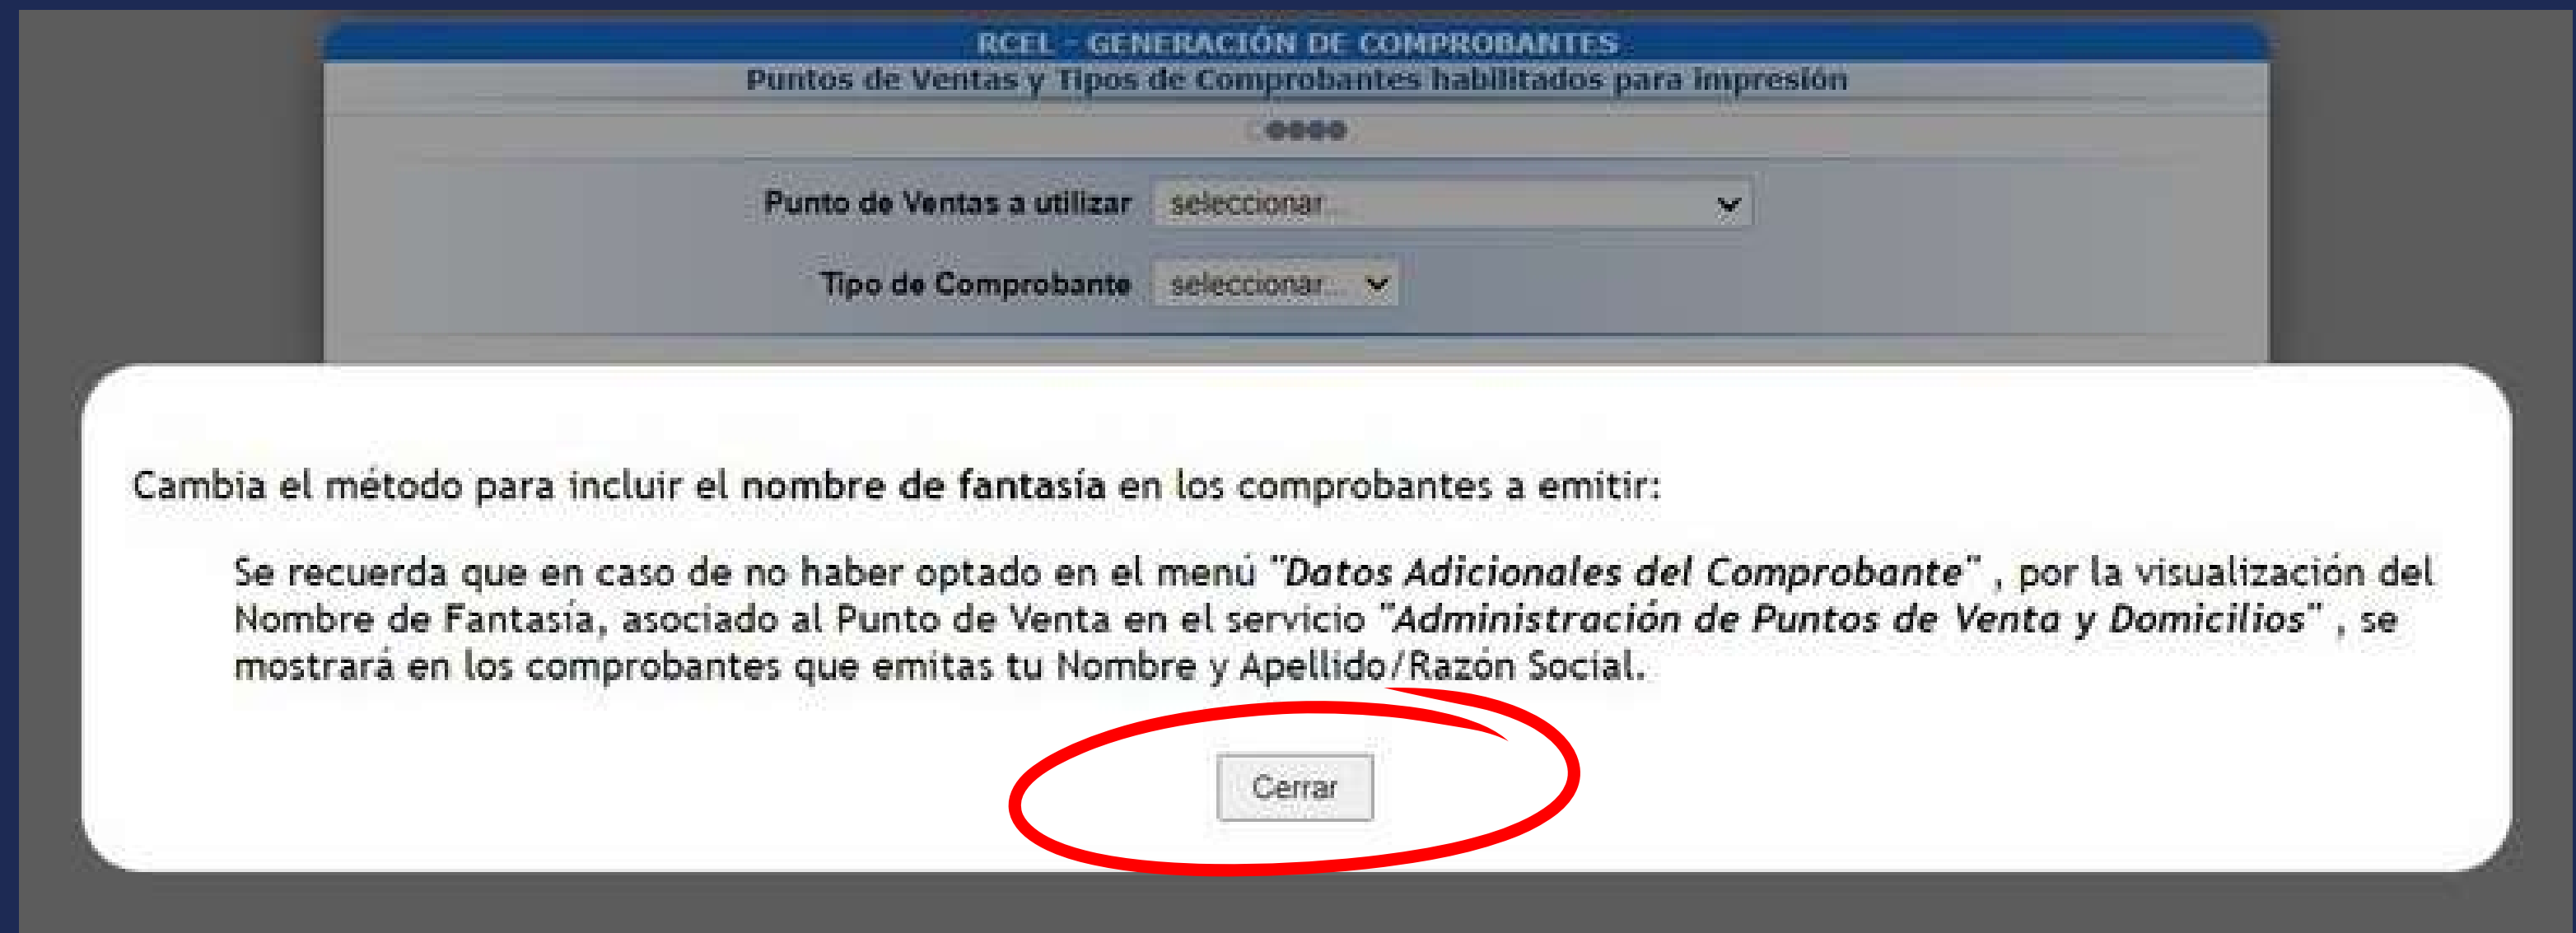 RCEL - GENERACIÓN DE COMPROBANTES
Puntos de Ventas y Tipos de Comprobantes habilitados para impresión
Punto de Ventas a utilizar seleccionar...
Tipo de Comprobante seleccionar...
Cambia el método para incluir el nombre de fantasía en los comprobantes a emitir:
Se recuerda que en caso de no haber optado en el menú "Datos Adicionales del Comprobante" , por la visualización del
Nombre de Fantasía, asociado al Punto de Venta en el servicio "Administración de Puntos de Venta y Domicilios" , se
mostrará en los comprobantes que emitas tu Nombre y Apellido/Razón Social.
Cerrar